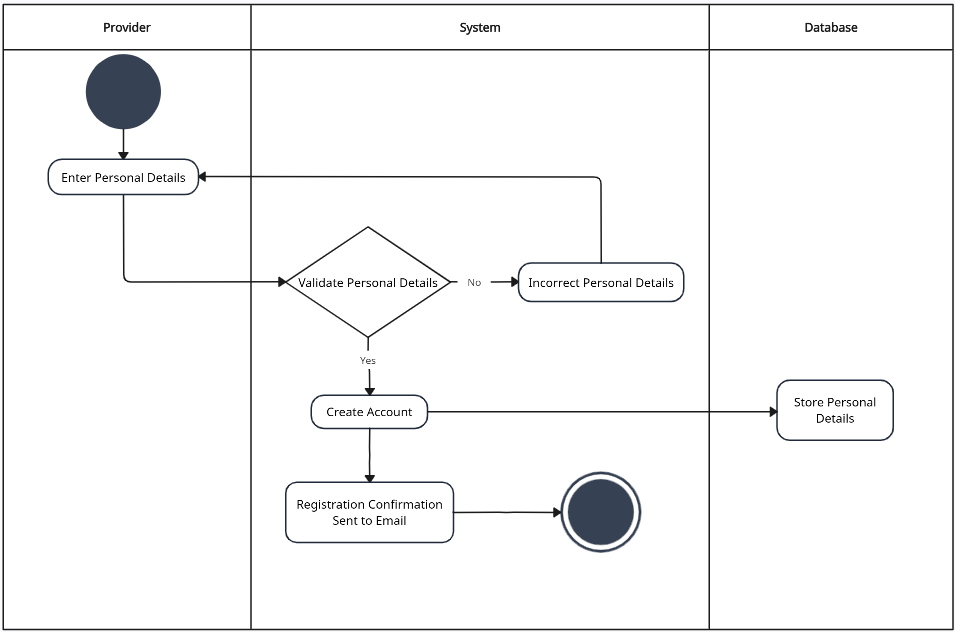 Provider
System
Database
Enter Personal Details
Validate Personal Details
No
Incorrect Personal Details
Yes
Create Account
Store Personal
Details
Registration Confirmation
Sent to Email